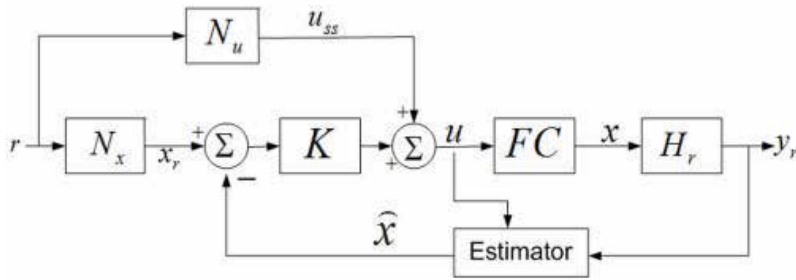 N_u
u_ss
+
r
N_x
x_r
+
Σ
−
K
+
+
Σ
u
FC
x
H_r
y_r
x̂
Estimator